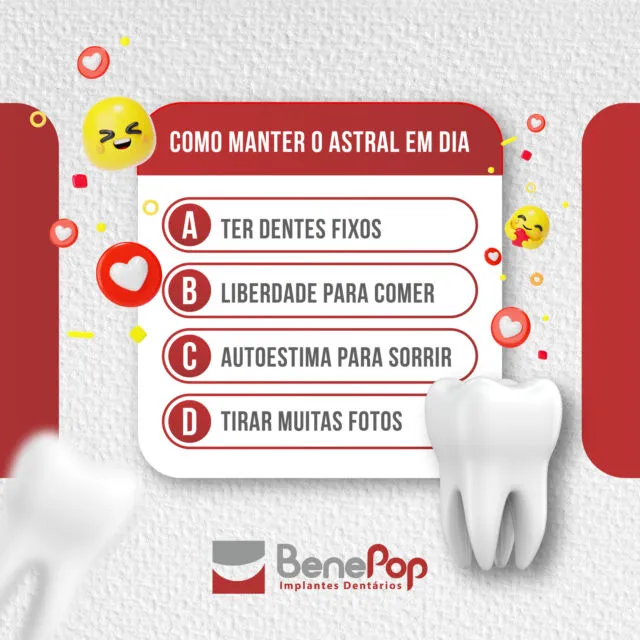 COMO MANTER O ASTRAL EM DIA
A TER DENTES FIXOS
B LIBERDADE PARA COMER
C AUTOESTIMA PARA SORRIR
D TIRAR MUITAS FOTOS
BenePop
Implantes Dentários